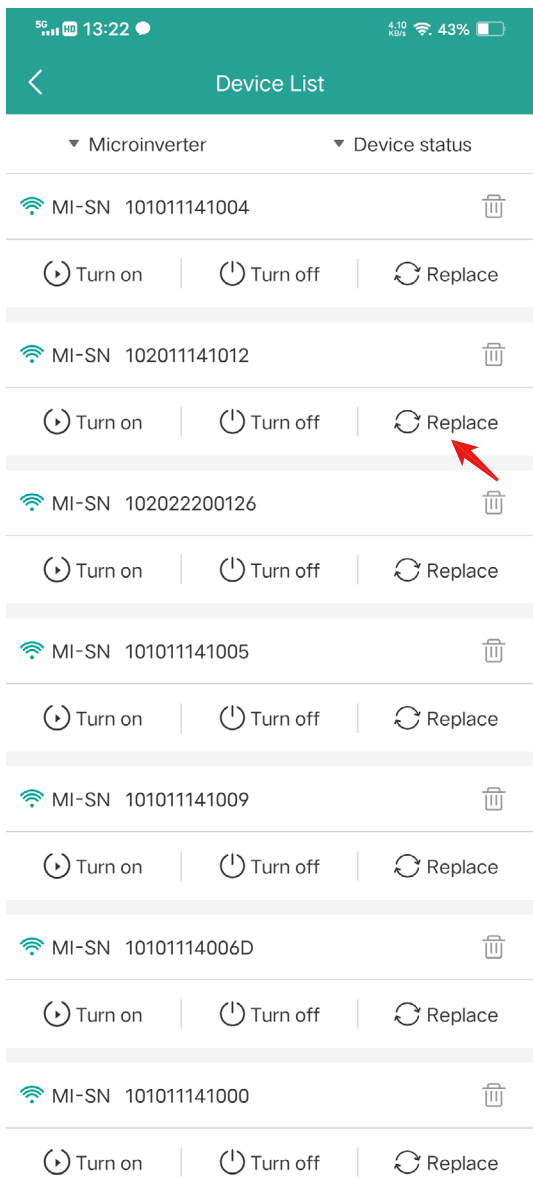 5G HD 13:22 4.10 KB/s 43%
Device List
Microinverter Device status
MI-SN 101011141004
Turn on Turn off Replace
MI-SN 102011141012
Turn on Turn off Replace
MI-SN 102022200126
Turn on Turn off Replace
MI-SN 101011141005
Turn on Turn off Replace
MI-SN 101011141009
Turn on Turn off Replace
MI-SN 10101114006D
Turn on Turn off Replace
MI-SN 101011141000
Turn on Turn off Replace